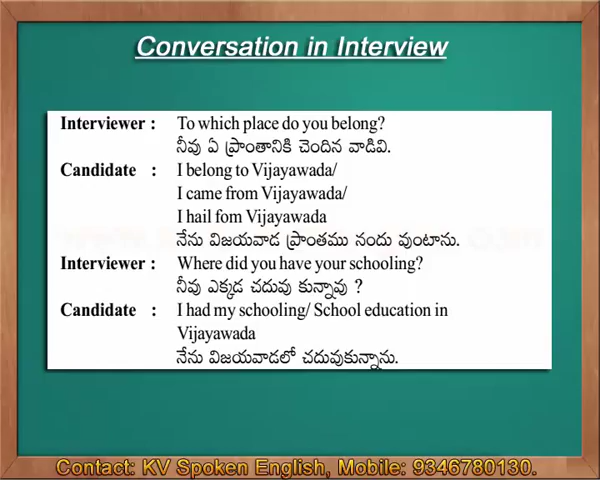 Conversation in Interview
Interviewer : To which place do you belong?
నీవు ఏ ప్రాంతానికి చెందిన వాడివి.
Candidate : I belong to Vijayawada/
I came from Vijayawada/
I hail fom Vijayawada
నేను విజయవాడ ప్రాంతము నందు వుంటాను.
Interviewer : Where did you have your schooling?
నీవు ఎక్కడ చదువు కున్నావు ?
Candidate : I had my schooling/ School education in
Vijayawada
నేను విజయవాడలో చదువుకున్నాను.
Contact: KV Spoken English, Mobile: 9346780130.